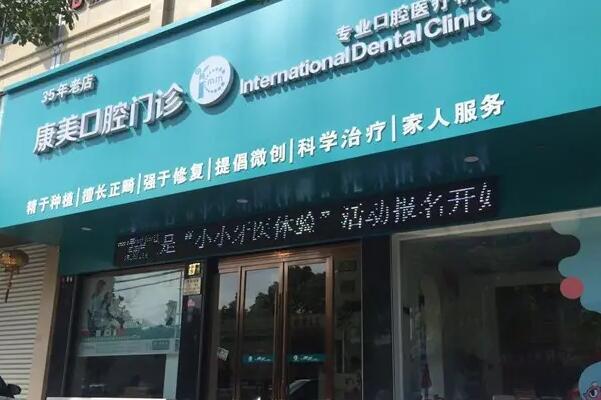 35年老店
康美口腔门诊
专业口腔医疗
International Dental Clinic
精于种植|擅长正畸|强于修复|提倡微创|科学治疗|家人服务
足“小小牙医体验”活动报名开始